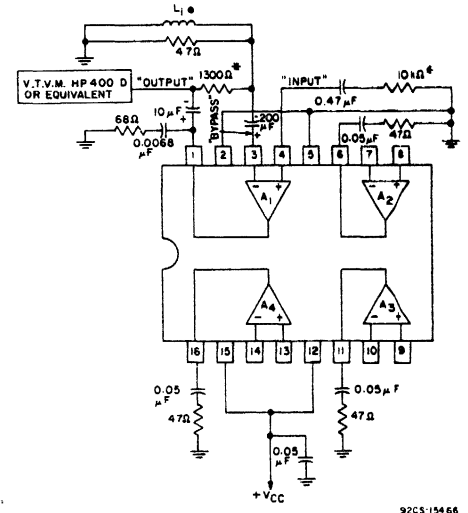 L₁ ●
47Ω
V.T.V.M. HP 400 D
OR EQUIVALENT
"OUTPUT"
1300Ω*
"INPUT"
10kΩ*
0.47μF
68Ω
10μF
-
+
"BYPASS"
-
200
μF
+
0.05μF
47Ω
0.0068
μF
1 2 3 4 5 6 7 8
- +
A₁
- +
A₂
A₄
- +
A₃
- +
16 15 14 13 12 11 10 9
0.05
μF
0.05μF
47Ω
47Ω
0.05
μF
+VCC
92CS-15466